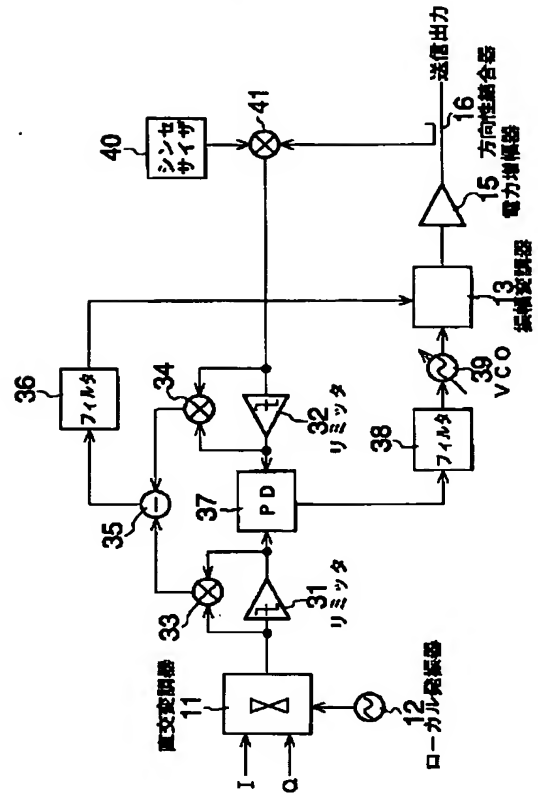 I
Q
直交変調器
11
12
ローカル発振器
33
31
リミッタ
35
37
PD
36
フィルタ
34
32
リミッタ
38
フィルタ
39
VCO
40
シンセ
サイザ
41
13
振幅変調器
15
電力増幅器
16
方向性結合器
送信出力